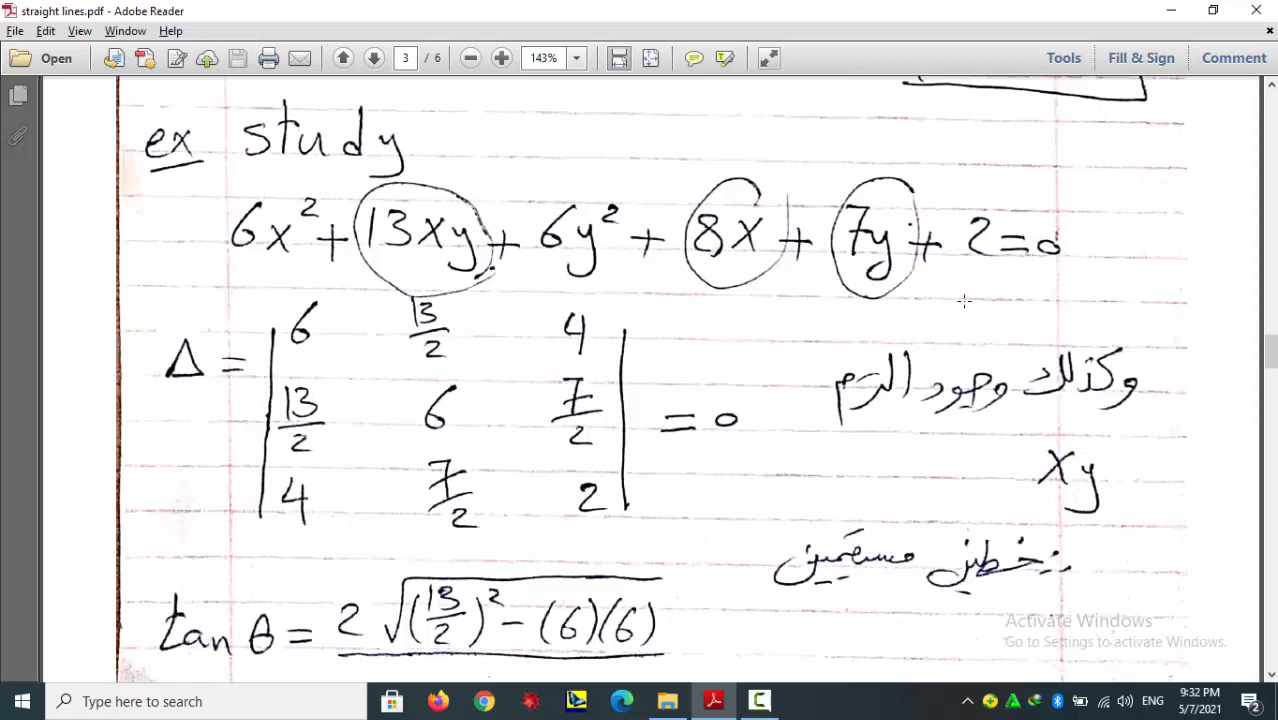 straight lines.pdf - Adobe Reader
File Edit View Window Help
Open 3 / 6 143% Tools Fill & Sign Comment
ex study
6x² + 13xy + 6y² + 8x + 7y + 2 = 0
Δ = | 6 13/2 4 |
| 13/2 6 7/2 | = 0
| 4 7/2 2 |
وكذلك وجود الترم
xy
خطين مستقيمين
tan θ = 2 √(13/2)² - (6)(6)
Activate Windows
Go to Settings to activate Windows.
Type here to search
ENG
9:32 PM
5/7/2021
2